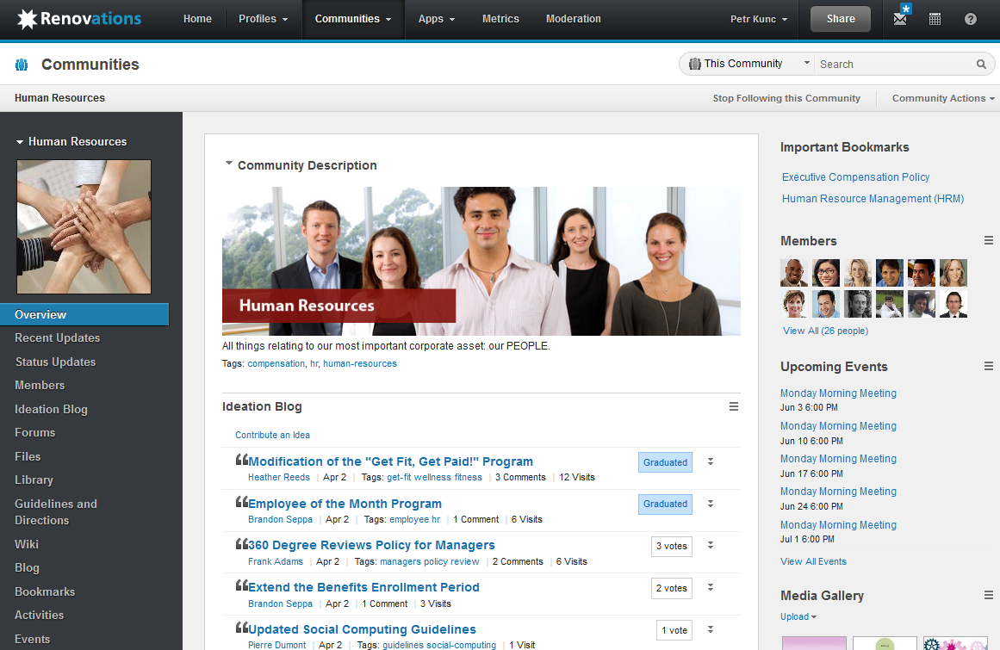 Renovations Home Profiles Communities Apps Metrics Moderation Petr Kunc Share
Communities This Community Search
Human Resources Stop Following this Community Community Actions
Human Resources
Overview
Recent Updates
Status Updates
Members
Ideation Blog
Forums
Files
Library
Guidelines and
Directions
Wiki
Blog
Bookmarks
Activities
Events
Community Description
Human Resources
All things relating to our most important corporate asset: our PEOPLE.
Tags: compensation, hr, human-resources
Ideation Blog
Contribute an Idea
Modification of the "Get Fit, Get Paid!" Program Graduated
Heather Reeds | Apr 2 | Tags: get-fit wellness fitness | 3 Comments | 12 Visits
Employee of the Month Program Graduated
Brandon Seppa | Apr 2 | Tags: employee hr | 1 Comment | 6 Visits
360 Degree Reviews Policy for Managers 3 votes
Frank Adams | Apr 2 | Tags: managers policy review | 2 Comments | 6 Visits
Extend the Benefits Enrollment Period 2 votes
Brandon Seppa | Apr 2 | 1 Comment | 3 Visits
Updated Social Computing Guidelines 1 vote
Pierre Dumont | Apr 2 | Tags: guidelines social-computing | 1 Visit
Important Bookmarks
Executive Compensation Policy
Human Resource Management (HRM)
Members
View All (26 people)
Upcoming Events
Monday Morning Meeting
Jun 3 6:00 PM
Monday Morning Meeting
Jun 10 6:00 PM
Monday Morning Meeting
Jun 17 6:00 PM
Monday Morning Meeting
Jun 24 6:00 PM
Monday Morning Meeting
Jul 1 6:00 PM
View All Events
Media Gallery
Upload